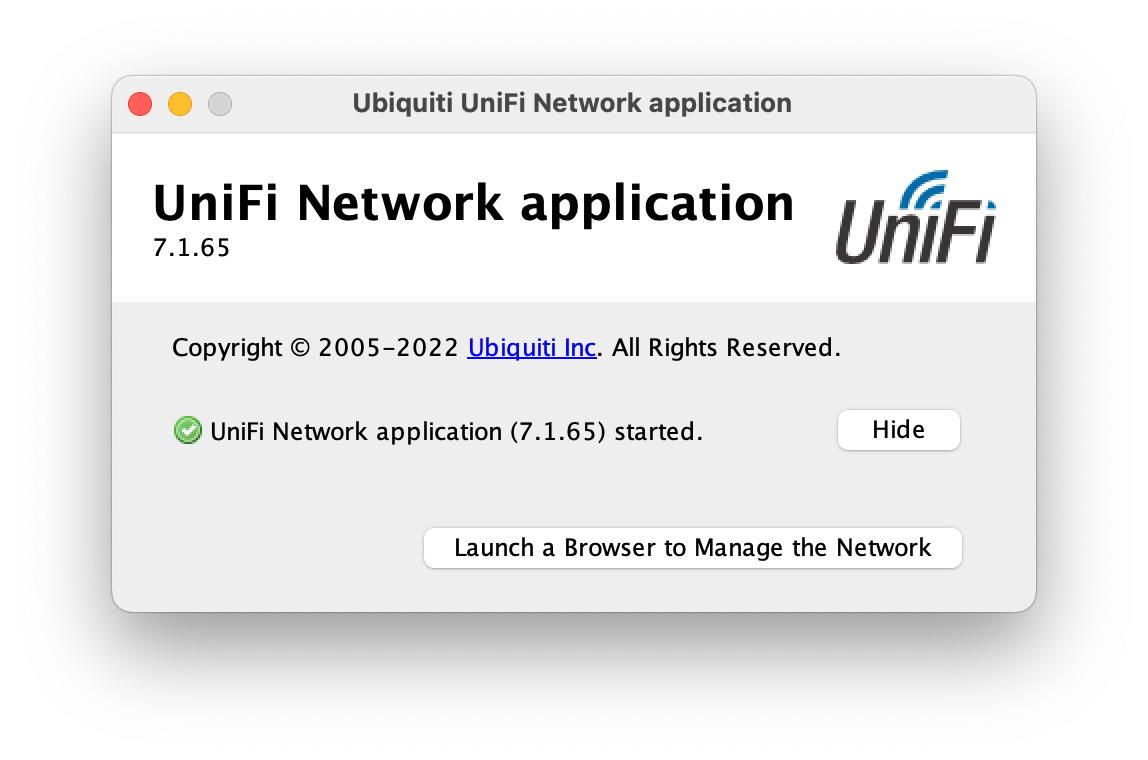 Ubiquiti UniFi Network application
UniFi Network application
7.1.65
UniFi
Copyright © 2005-2022 Ubiquiti Inc. All Rights Reserved.
UniFi Network application (7.1.65) started.
Hide
Launch a Browser to Manage the Network